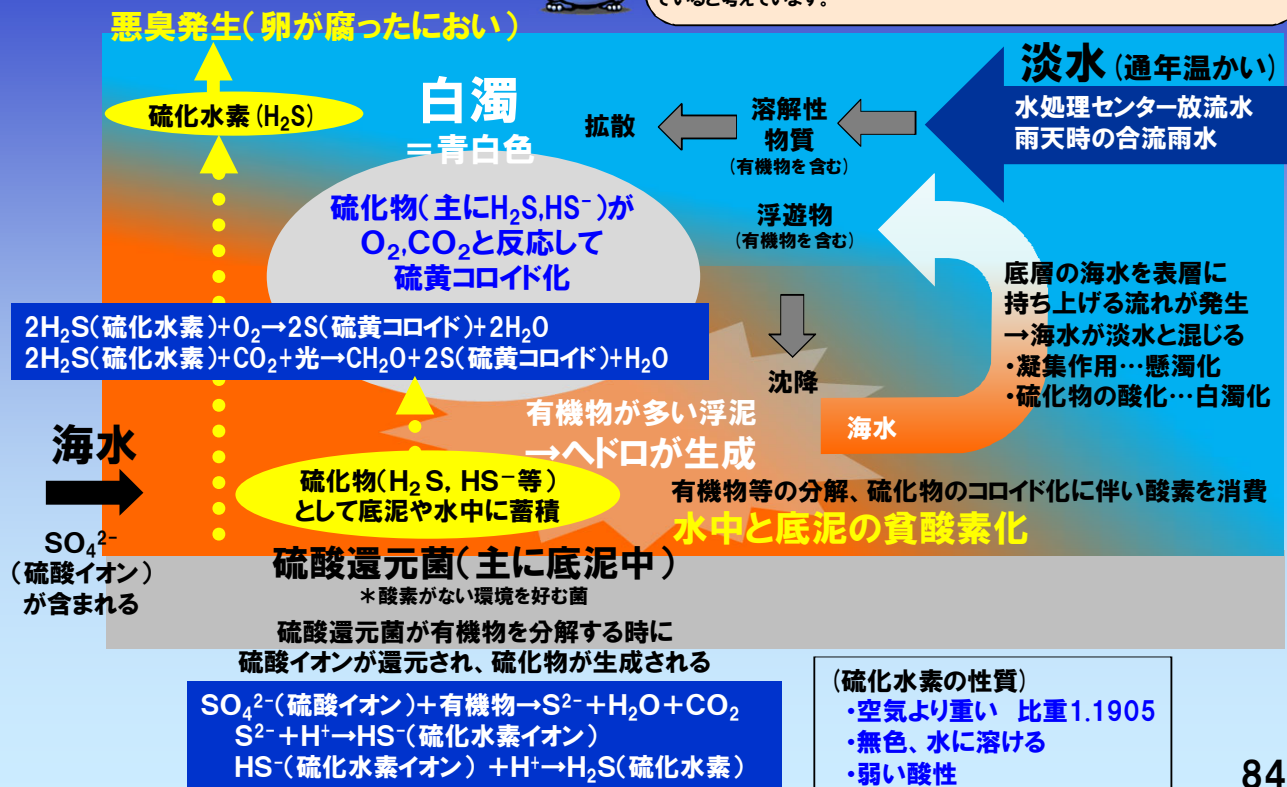 ていると考えています。
悪臭発生(卵が腐ったにおい)
硫化水素(H₂S)
白濁
＝青白色
拡散
溶解性
物質
(有機物を含む)
淡水(通年温かい)
水処理センター放流水
雨天時の合流雨水
硫化物(主にH₂S,HS⁻)が
O₂,CO₂と反応して
硫黄コロイド化
浮遊物
(有機物を含む)
底層の海水を表層に
持ち上げる流れが発生
→海水が淡水と混じる
・凝集作用…懸濁化
・硫化物の酸化…白濁化
2H₂S(硫化水素)+O₂→2S(硫黄コロイド)+2H₂O
2H₂S(硫化水素)+CO₂+光→CH₂O+2S(硫黄コロイド)+H₂O
沈降
海水
有機物が多い浮泥
→ヘドロが生成
海水
SO₄²⁻
(硫酸イオン)
が含まれる
硫化物(H₂S, HS⁻等)
として底泥や水中に蓄積
有機物等の分解、硫化物のコロイド化に伴い酸素を消費
水中と底泥の貧酸素化
硫酸還元菌(主に底泥中)
＊酸素がない環境を好む菌
硫酸還元菌が有機物を分解する時に
硫酸イオンが還元され、硫化物が生成される
SO₄²⁻(硫酸イオン)+有機物→S²⁻+H₂O+CO₂
S²⁻+H⁺→HS⁻(硫化水素イオン)
HS⁻(硫化水素イオン) +H⁺→H₂S(硫化水素)
(硫化水素の性質)
・空気より重い 比重1.1905
・無色、水に溶ける
・弱い酸性
84